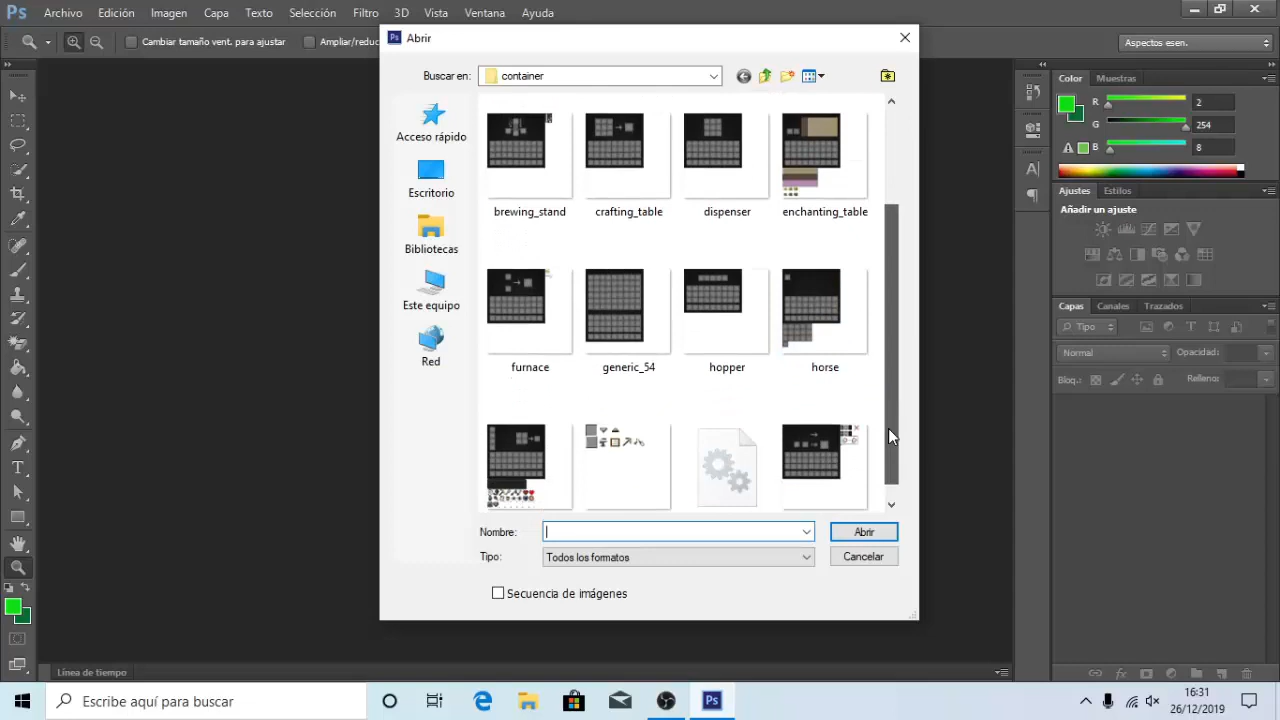 Ps Archivo Edición Imagen Capa Texto Selección Filtro 3D Vista Ventana Ayuda
Cambiar tamaño vent. para ajustar Ampliar/reduc Aspectos esen.
Ps Abrir
Buscar en: container
Acceso rápido
Escritorio
Bibliotecas
Este equipo
Red
brewing_stand crafting_table dispenser enchanting_table
furnace generic_54 hopper horse
Nombre: Abrir
Tipo: Todos los formatos Cancelar
Secuencia de imágenes
Color Muestras
R 2
G 254
B 8
Ajustes Estilos
Añadir un ajuste
Capas Canales Trazados
Tipo
Normal Opacidad:
Bloq.: Relleno:
Línea de tiempo
Escribe aquí para buscar
Ps
16:31
26/12/2019